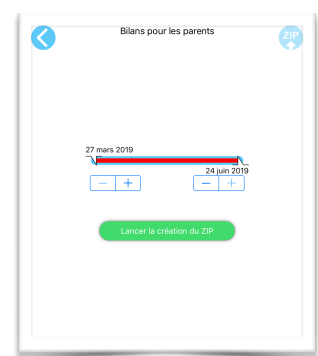 Bilans pour les parents
ZIP
27 mars 2019
24 juin 2019
Lancer la création du ZIP